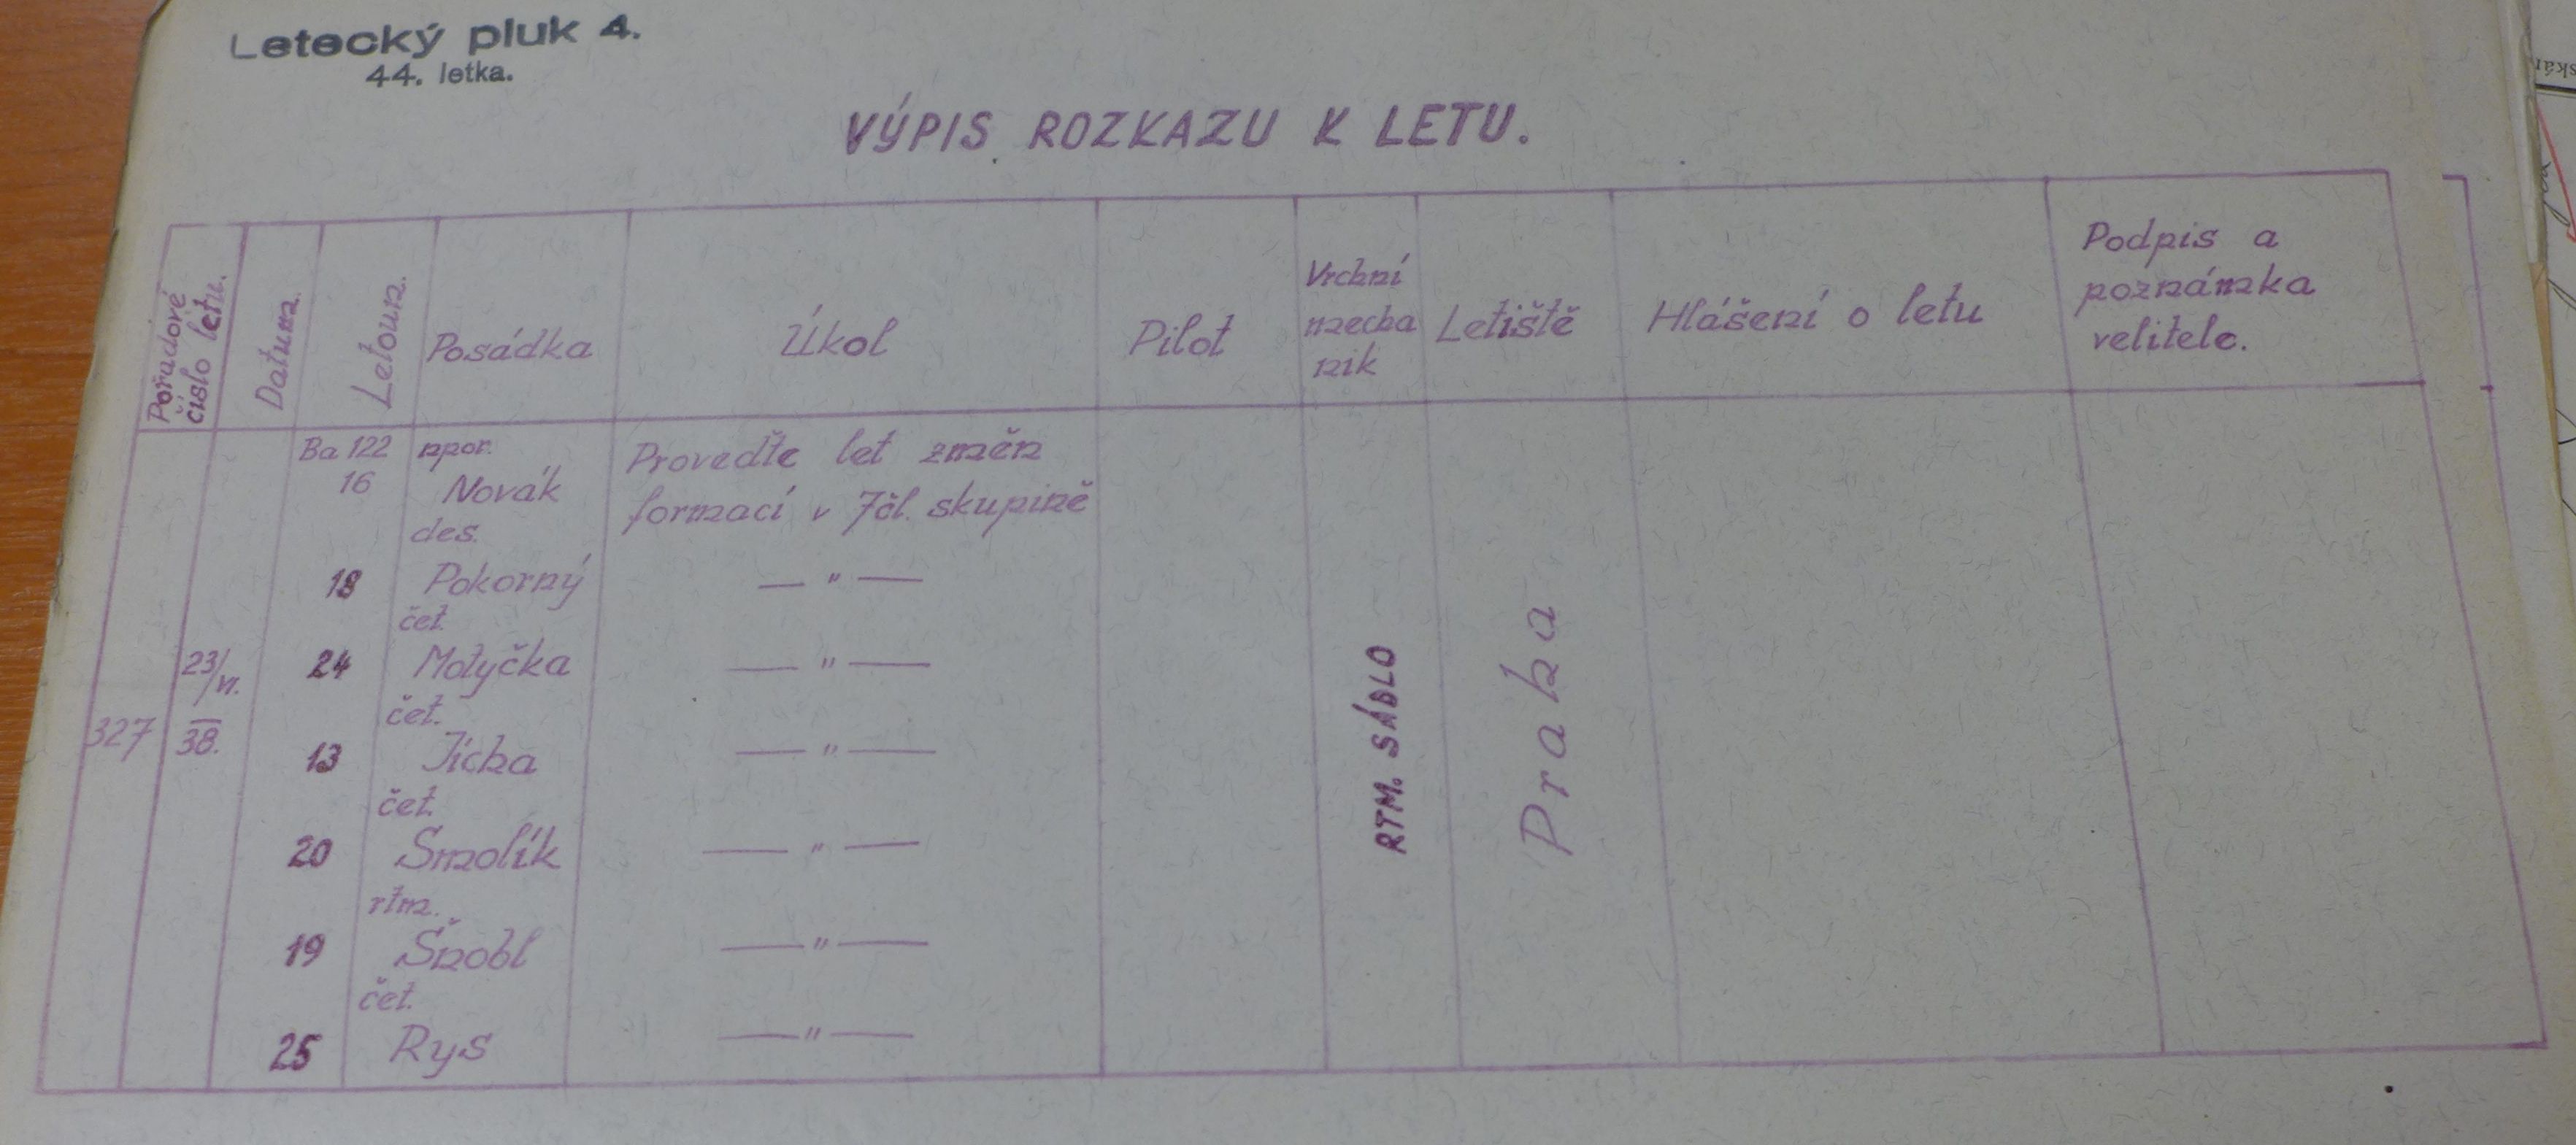 Letecký pluk 4.
44. letka.
VÝPIS ROZKAZU K LETU.
Pořadové
číslo letu.
Datum.
Letoun.
Posádka
Úkol
Pilot
Vrchní
mecha
nik
Letiště
Hlášení o letu
Podpis a
poznámka
velitele.
327
23/VI.
38.
Ba 122
16
npor.
Novák
Proveďte let změn
formací v 7čl. skupině
des.
18 Pokorný — " —
čet.
24 Motyčka — " —
čet.
13 Jícha — " —
čet.
20 Smolík — " —
rtm.
19 Šnobl — " —
čet.
25 Rys — " —
RTM. SÁDLO
Praha